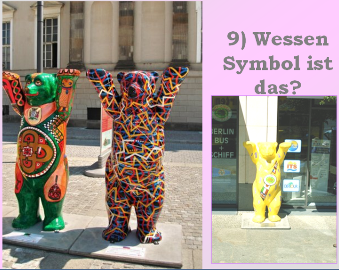 9) Wessen
Symbol ist
das?
BERLIN
BUS
SCHIFF